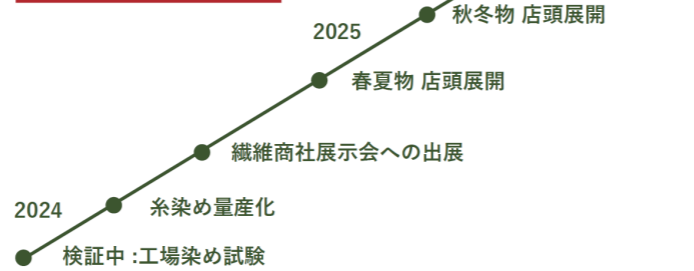 秋冬物 店頭展開
2025
春夏物 店頭展開
繊維商社展示会への出展
2024
糸染め量産化
検証中 :工場染め試験